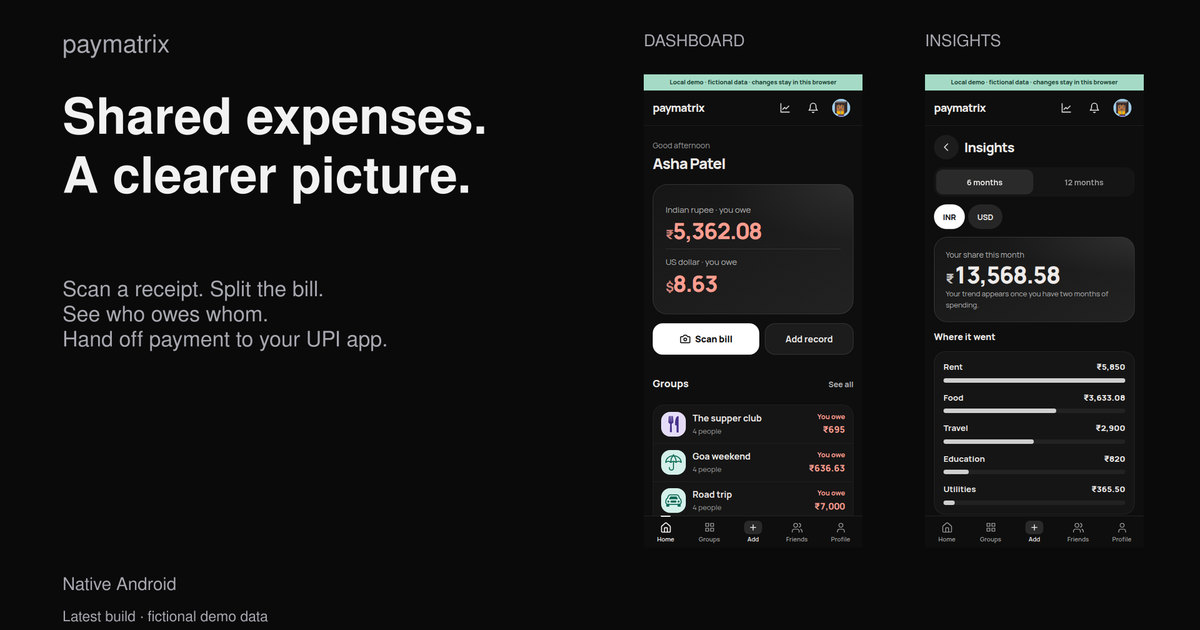 paymatrix
Shared expenses.
A clearer picture.
Scan a receipt. Split the bill.
See who owes whom.
Hand off payment to your UPI app.
Native Android
Latest build · fictional demo data
DASHBOARD
Local demo · fictional data · changes stay in this browser
paymatrix
Good afternoon
Asha Patel
Indian rupee · you owe
₹5,362.08
US dollar · you owe
$8.63
Scan bill
Add record
Groups
See all
The supper club
You owe
4 people
₹695
Goa weekend
You owe
4 people
₹636.63
Road trip
You owe
4 people
₹7,000
Home
Groups
Add
Friends
Profile
INSIGHTS
Local demo · fictional data · changes stay in this browser
paymatrix
Insights
6 months
12 months
INR
USD
Your share this month
₹13,568.58
Your trend appears once you have two months of
spending.
Where it went
Rent ₹5,850
Food ₹3,633.08
Travel ₹2,900
Education ₹820
Utilities ₹365.50
Home
Groups
Add
Friends
Profile